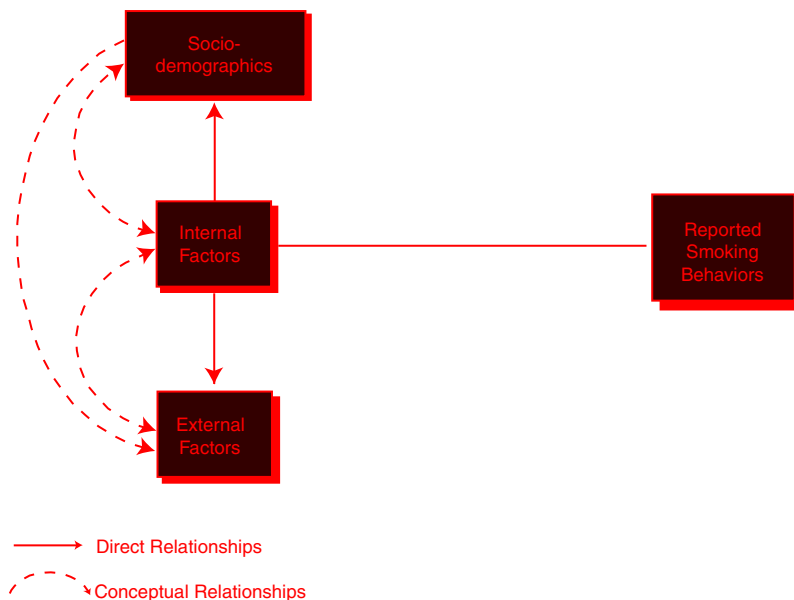 Socio-
demographics
Internal
Factors
Reported
Smoking
Behaviors
External
Factors
Direct Relationships
Conceptual Relationships